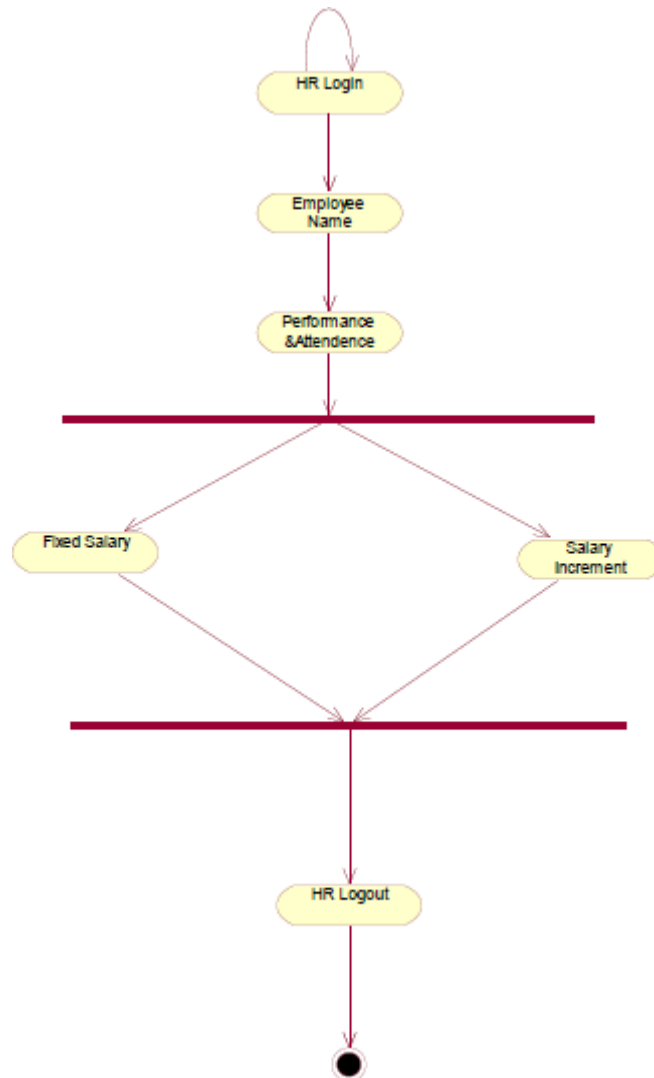 HR Login
Employee
Name
Performance
&Attendence
Fixed Salary
Salary
Increment
HR Logout